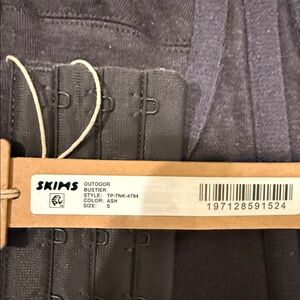 SKIMS
OUTDOOR
BUSTIER
STYLE: TP-TNK-4794
COLOR: ASH
SIZE: S
197128591524